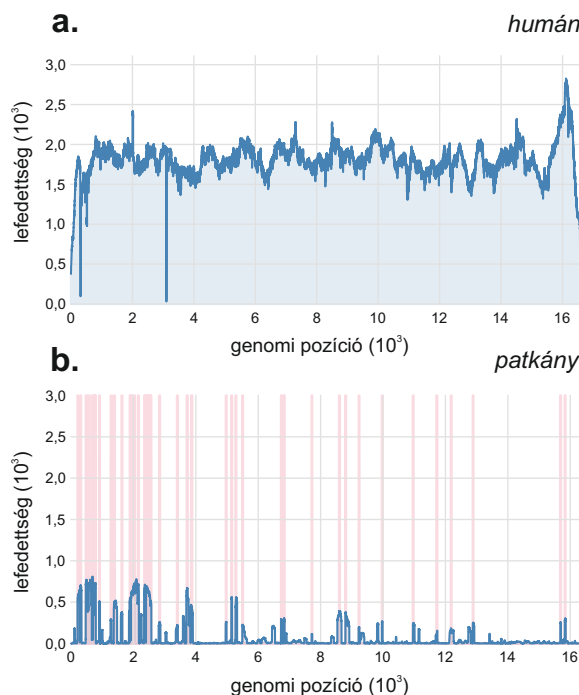 a.
humán
lefedettség (10³)
3,0
2,5
2,0
1,5
1,0
0,5
0,0
0 2 4 6 8 10 12 14 16
genomi pozíció (10³)
b.
patkány
lefedettség (10³)
3,0
2,5
2,0
1,5
1,0
0,5
0,0
0 2 4 6 8 10 12 14 16
genomi pozíció (10³)